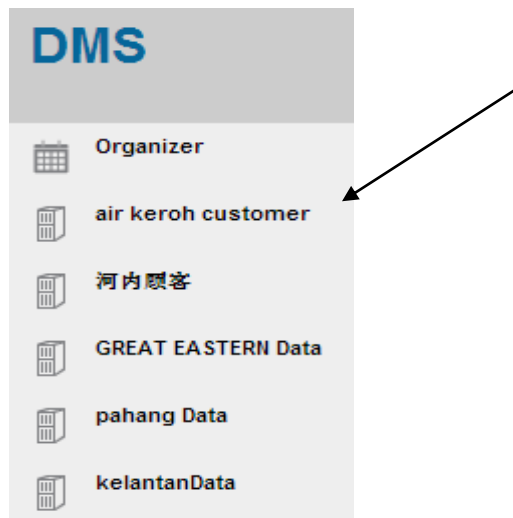 DMS
Organizer
air keroh customer
河内顾客
GREAT EASTERN Data
pahang Data
kelantanData